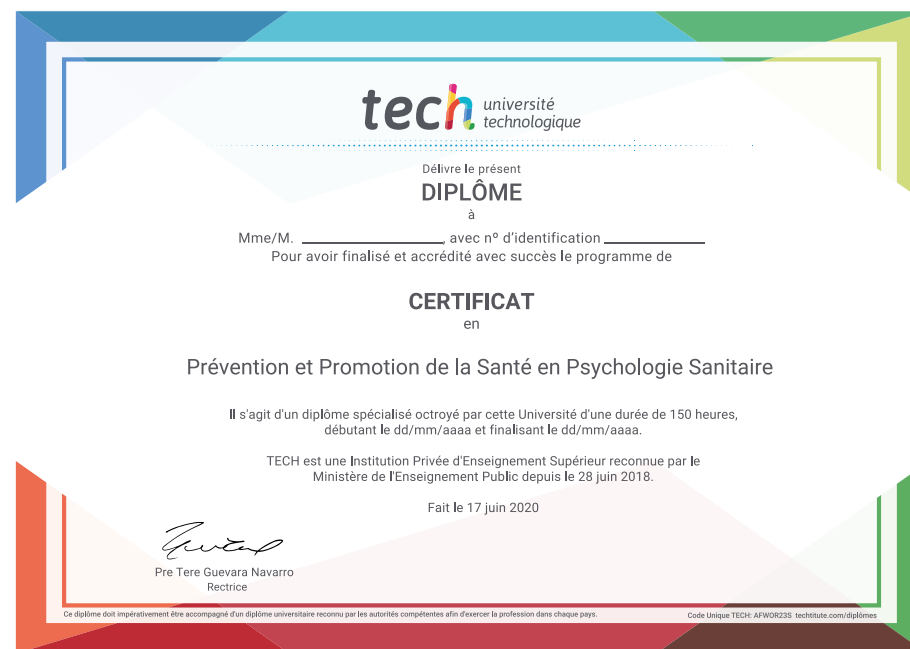 tech université
technologique
Délivre le présent
DIPLÔME
à
Mme/M. ____________________, avec nº d'identification ______________
Pour avoir finalisé et accrédité avec succès le programme de
CERTIFICAT
en
Prévention et Promotion de la Santé en Psychologie Sanitaire
Il s'agit d'un diplôme spécialisé octroyé par cette Université d'une durée de 150 heures,
débutant le dd/mm/aaaa et finalisant le dd/mm/aaaa.
TECH est une Institution Privée d'Enseignement Supérieur reconnue par le
Ministère de l'Enseignement Public depuis le 28 juin 2018.
Fait le 17 juin 2020
Pre Tere Guevara Navarro
Rectrice
Ce diplôme doit impérativement être accompagné d'un diplôme universitaire reconnu par les autorités compétentes afin d'exercer la profession dans chaque pays.
Code Unique TECH: AFWOR23S techtitute.com/diplômes